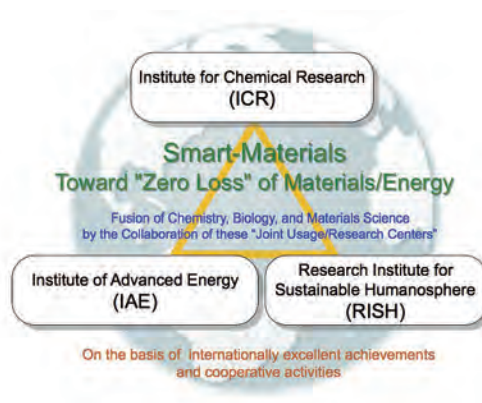 Institute for Chemical Research
(ICR)
Smart-Materials
Toward "Zero Loss" of Materials/Energy
Fusion of Chemistry, Biology, and Materials Science
by the Collaboration of these "Joint Usage/Research Centers"
Institute of Advanced Energy
(IAE)
Research Institute for
Sustainable Humanosphere
(RISH)
On the basis of internationally excellent achievements
and cooperative activities